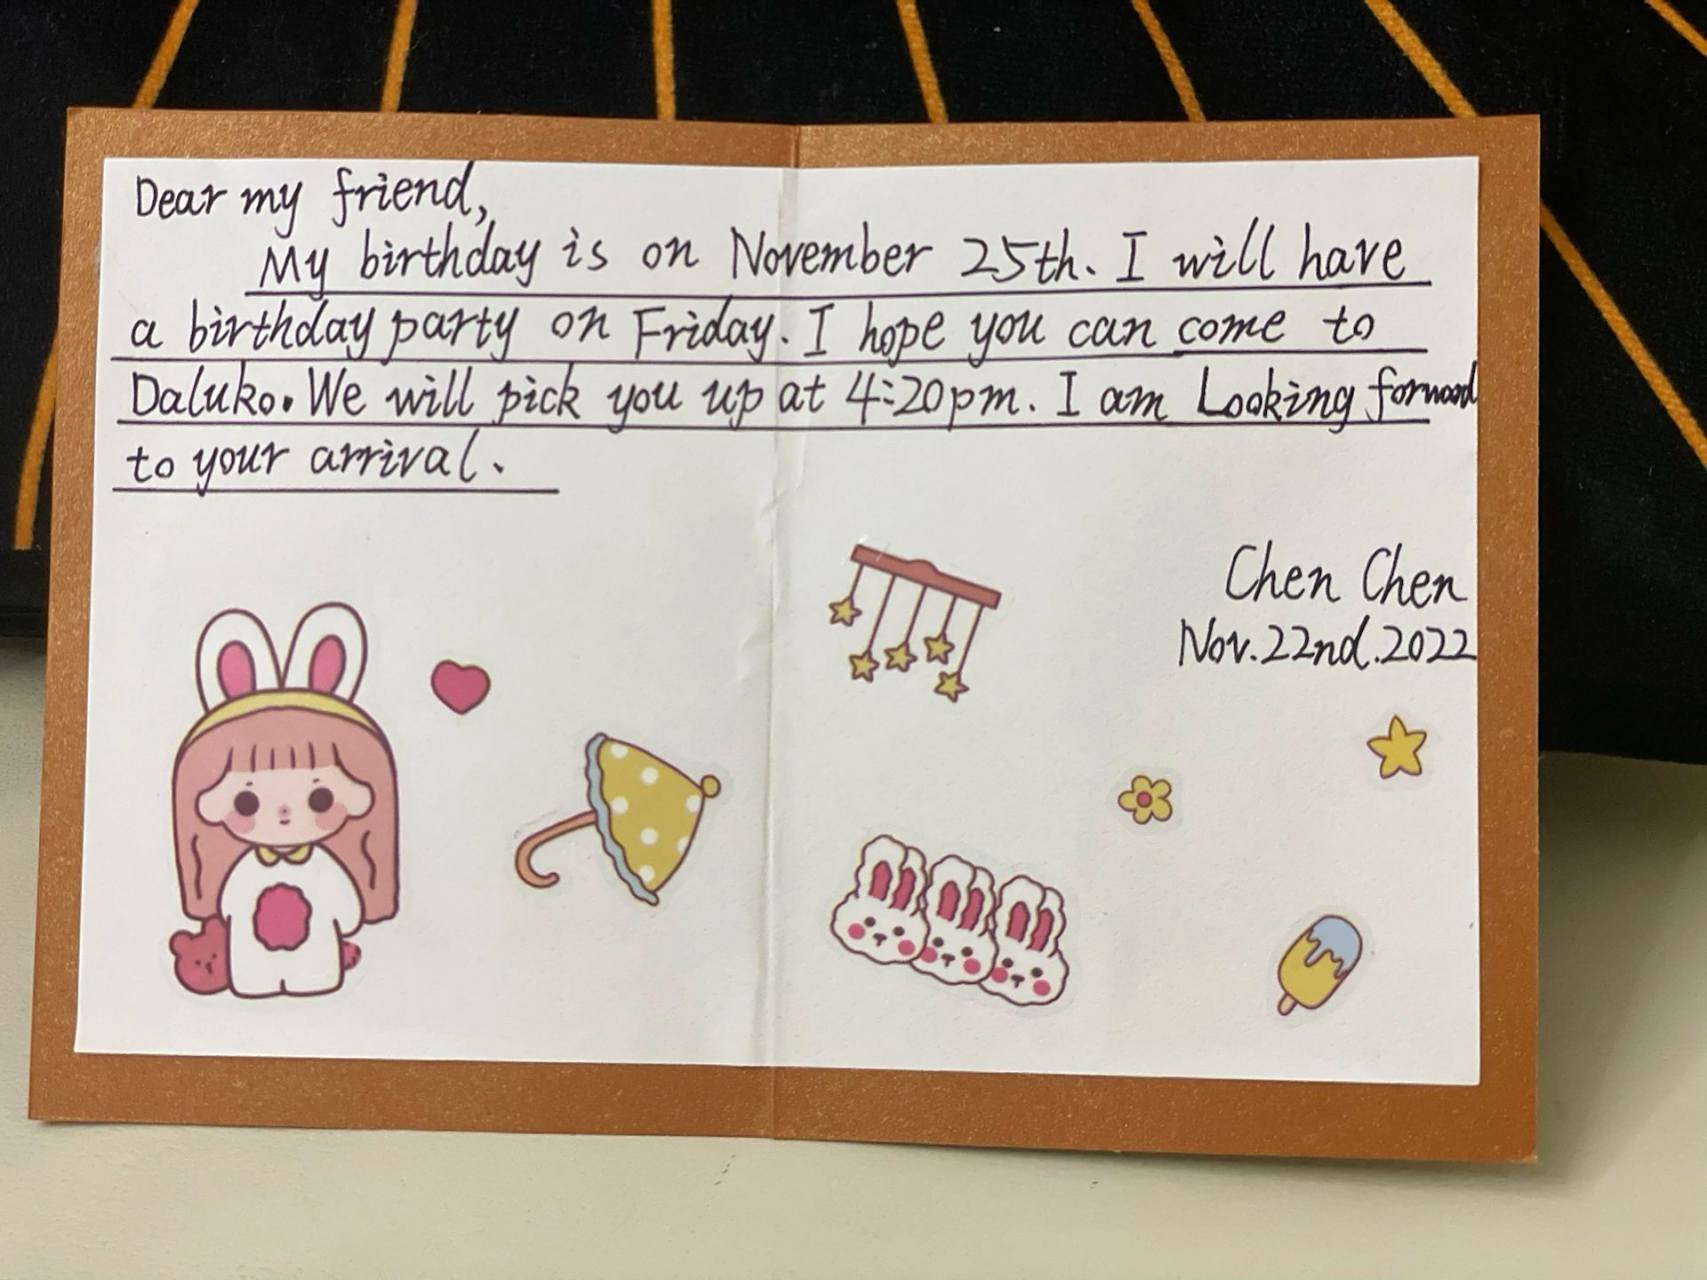 Dear my friend,
My birthday is on November 25th. I will have
a birthday party on Friday. I hope you can come to
Daluko. We will pick you up at 4:20pm. I am Looking forward
to your arrival.
Chen Chen
Nov.22nd.2022